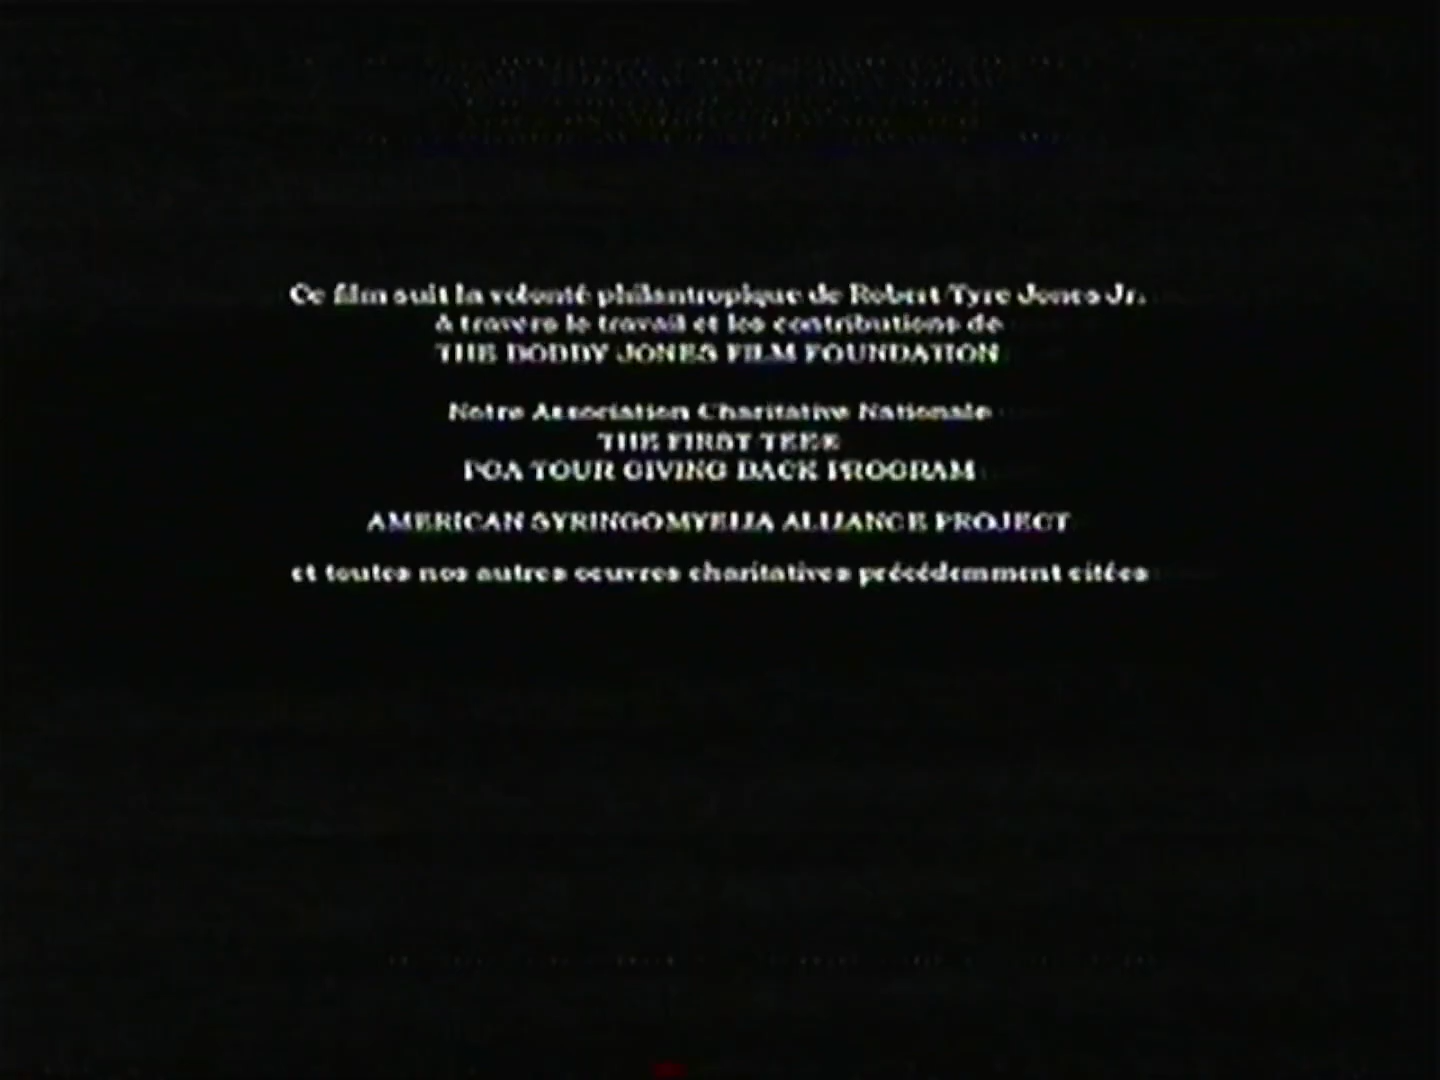 Ce film suit la volonté philantropique de Robert Tyre Jones Jr.
à travers le travail et les contributions de
THE BOBBY JONES FILM FOUNDATION
Notre Association Charitative Nationale
THE FIRST TEE®
PGA TOUR GIVING BACK PROGRAM
AMERICAN SYRINGOMYELIA ALLIANCE PROJECT
et toutes nos autres oeuvres charitatives précédemment citées